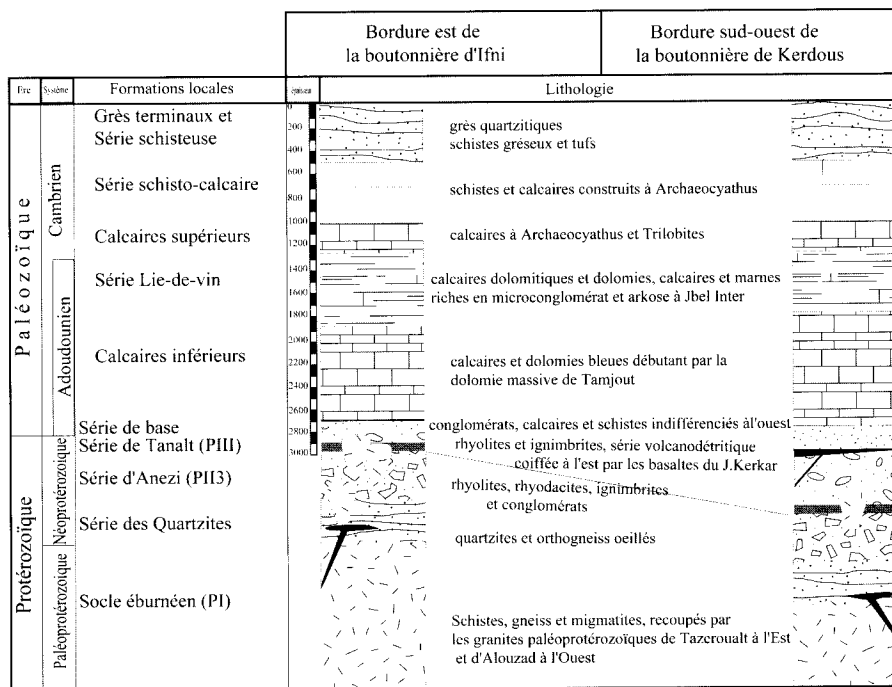 Bordure est de
la boutonnière d'Ifni
Bordure sud-ouest de
la boutonnière de Kerdous
Ere
Système
Formations locales
épaisseur
Lithologie
Paléozoïque
Protérozoïque
Cambrien
Adoudounien
Néoprotérozoïque
Paléoprotérozoïque
Grès terminaux et
Série schisteuse
Série schisto-calcaire
Calcaires supérieurs
Série Lie-de-vin
Calcaires inférieurs
Série de base
Série de Tanalt (PIII)
Série d'Anezi (PII3)
Série des Quartzites
Socle éburnéen (PI)
0
200
400
600
800
1000
1200
1400
1600
1800
2000
2200
2400
2600
2800
3000
grès quartzitiques
schistes gréseux et tufs
schistes et calcaires construits à Archaeocyathus
calcaires à Archaeocyathus et Trilobites
calcaires dolomitiques et dolomies, calcaires et marnes
riches en microconglomérat et arkose à Jbel Inter
calcaires et dolomies bleues débutant par la
dolomie massive de Tamjout
conglomérats, calcaires et schistes indifférenciés àl'ouest
rhyolites et ignimbrites, série volcanodétritique
coiffée à l'est par les basaltes du J.Kerkar
rhyolites, rhyodacites, ignimbrites
et conglomérats
quartzites et orthogneiss oeillés
Schistes, gneiss et migmatites, recoupés par
les granites paléoprotérozoïques de Tazeroualt à l'Est
et d'Alouzad à l'Ouest